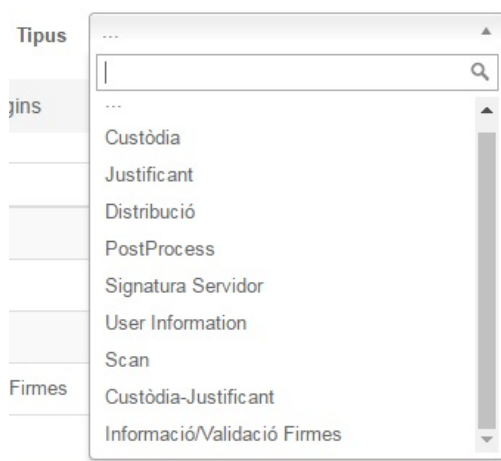 Tipus ...
gins
...
Custòdia
Justificant
Distribució
PostProcess
Signatura Servidor
User Information
Scan
Firmes
Custòdia-Justificant
Informació/Validació Firmes